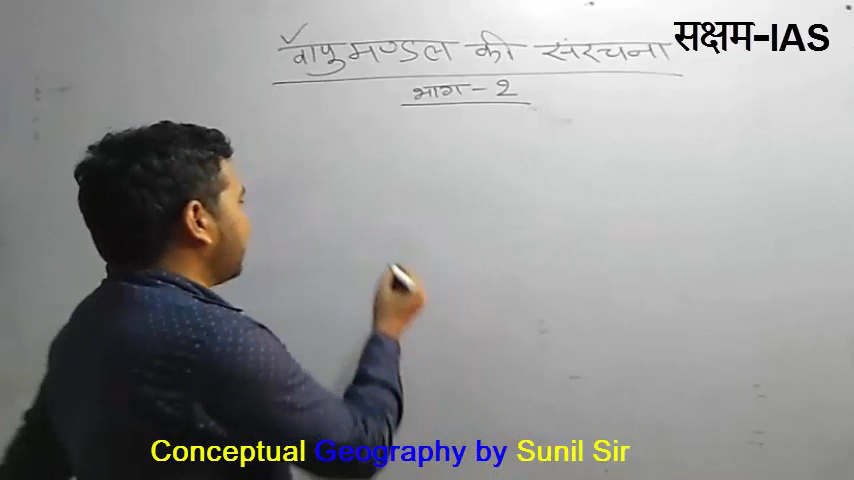 वायुमण्डल की संरचना
सक्षम-IAS
भाग - 2
Conceptual Geography by Sunil Sir